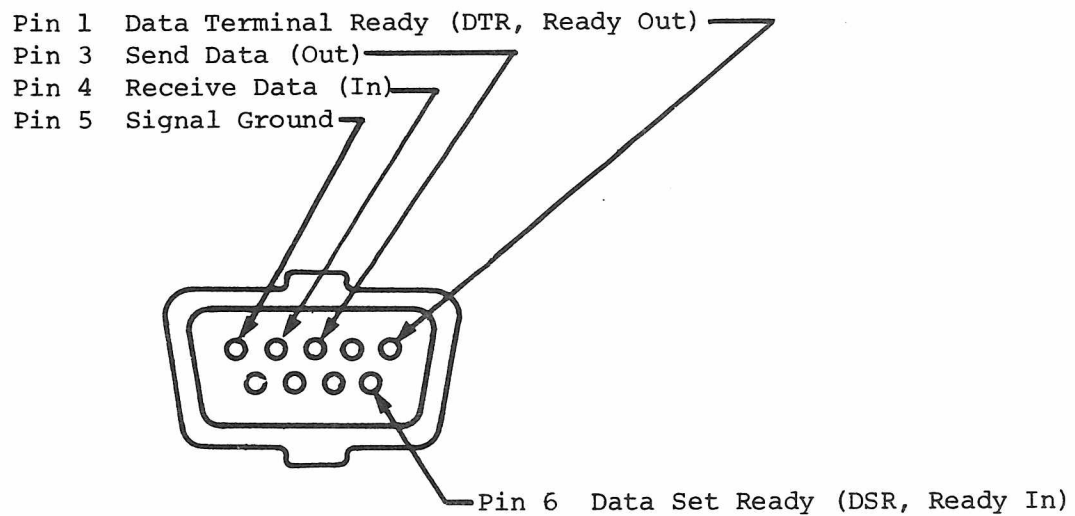 Pin 1 Data Terminal Ready (DTR, Ready Out)
Pin 3 Send Data (Out)
Pin 4 Receive Data (In)
Pin 5 Signal Ground
Pin 6 Data Set Ready (DSR, Ready In)